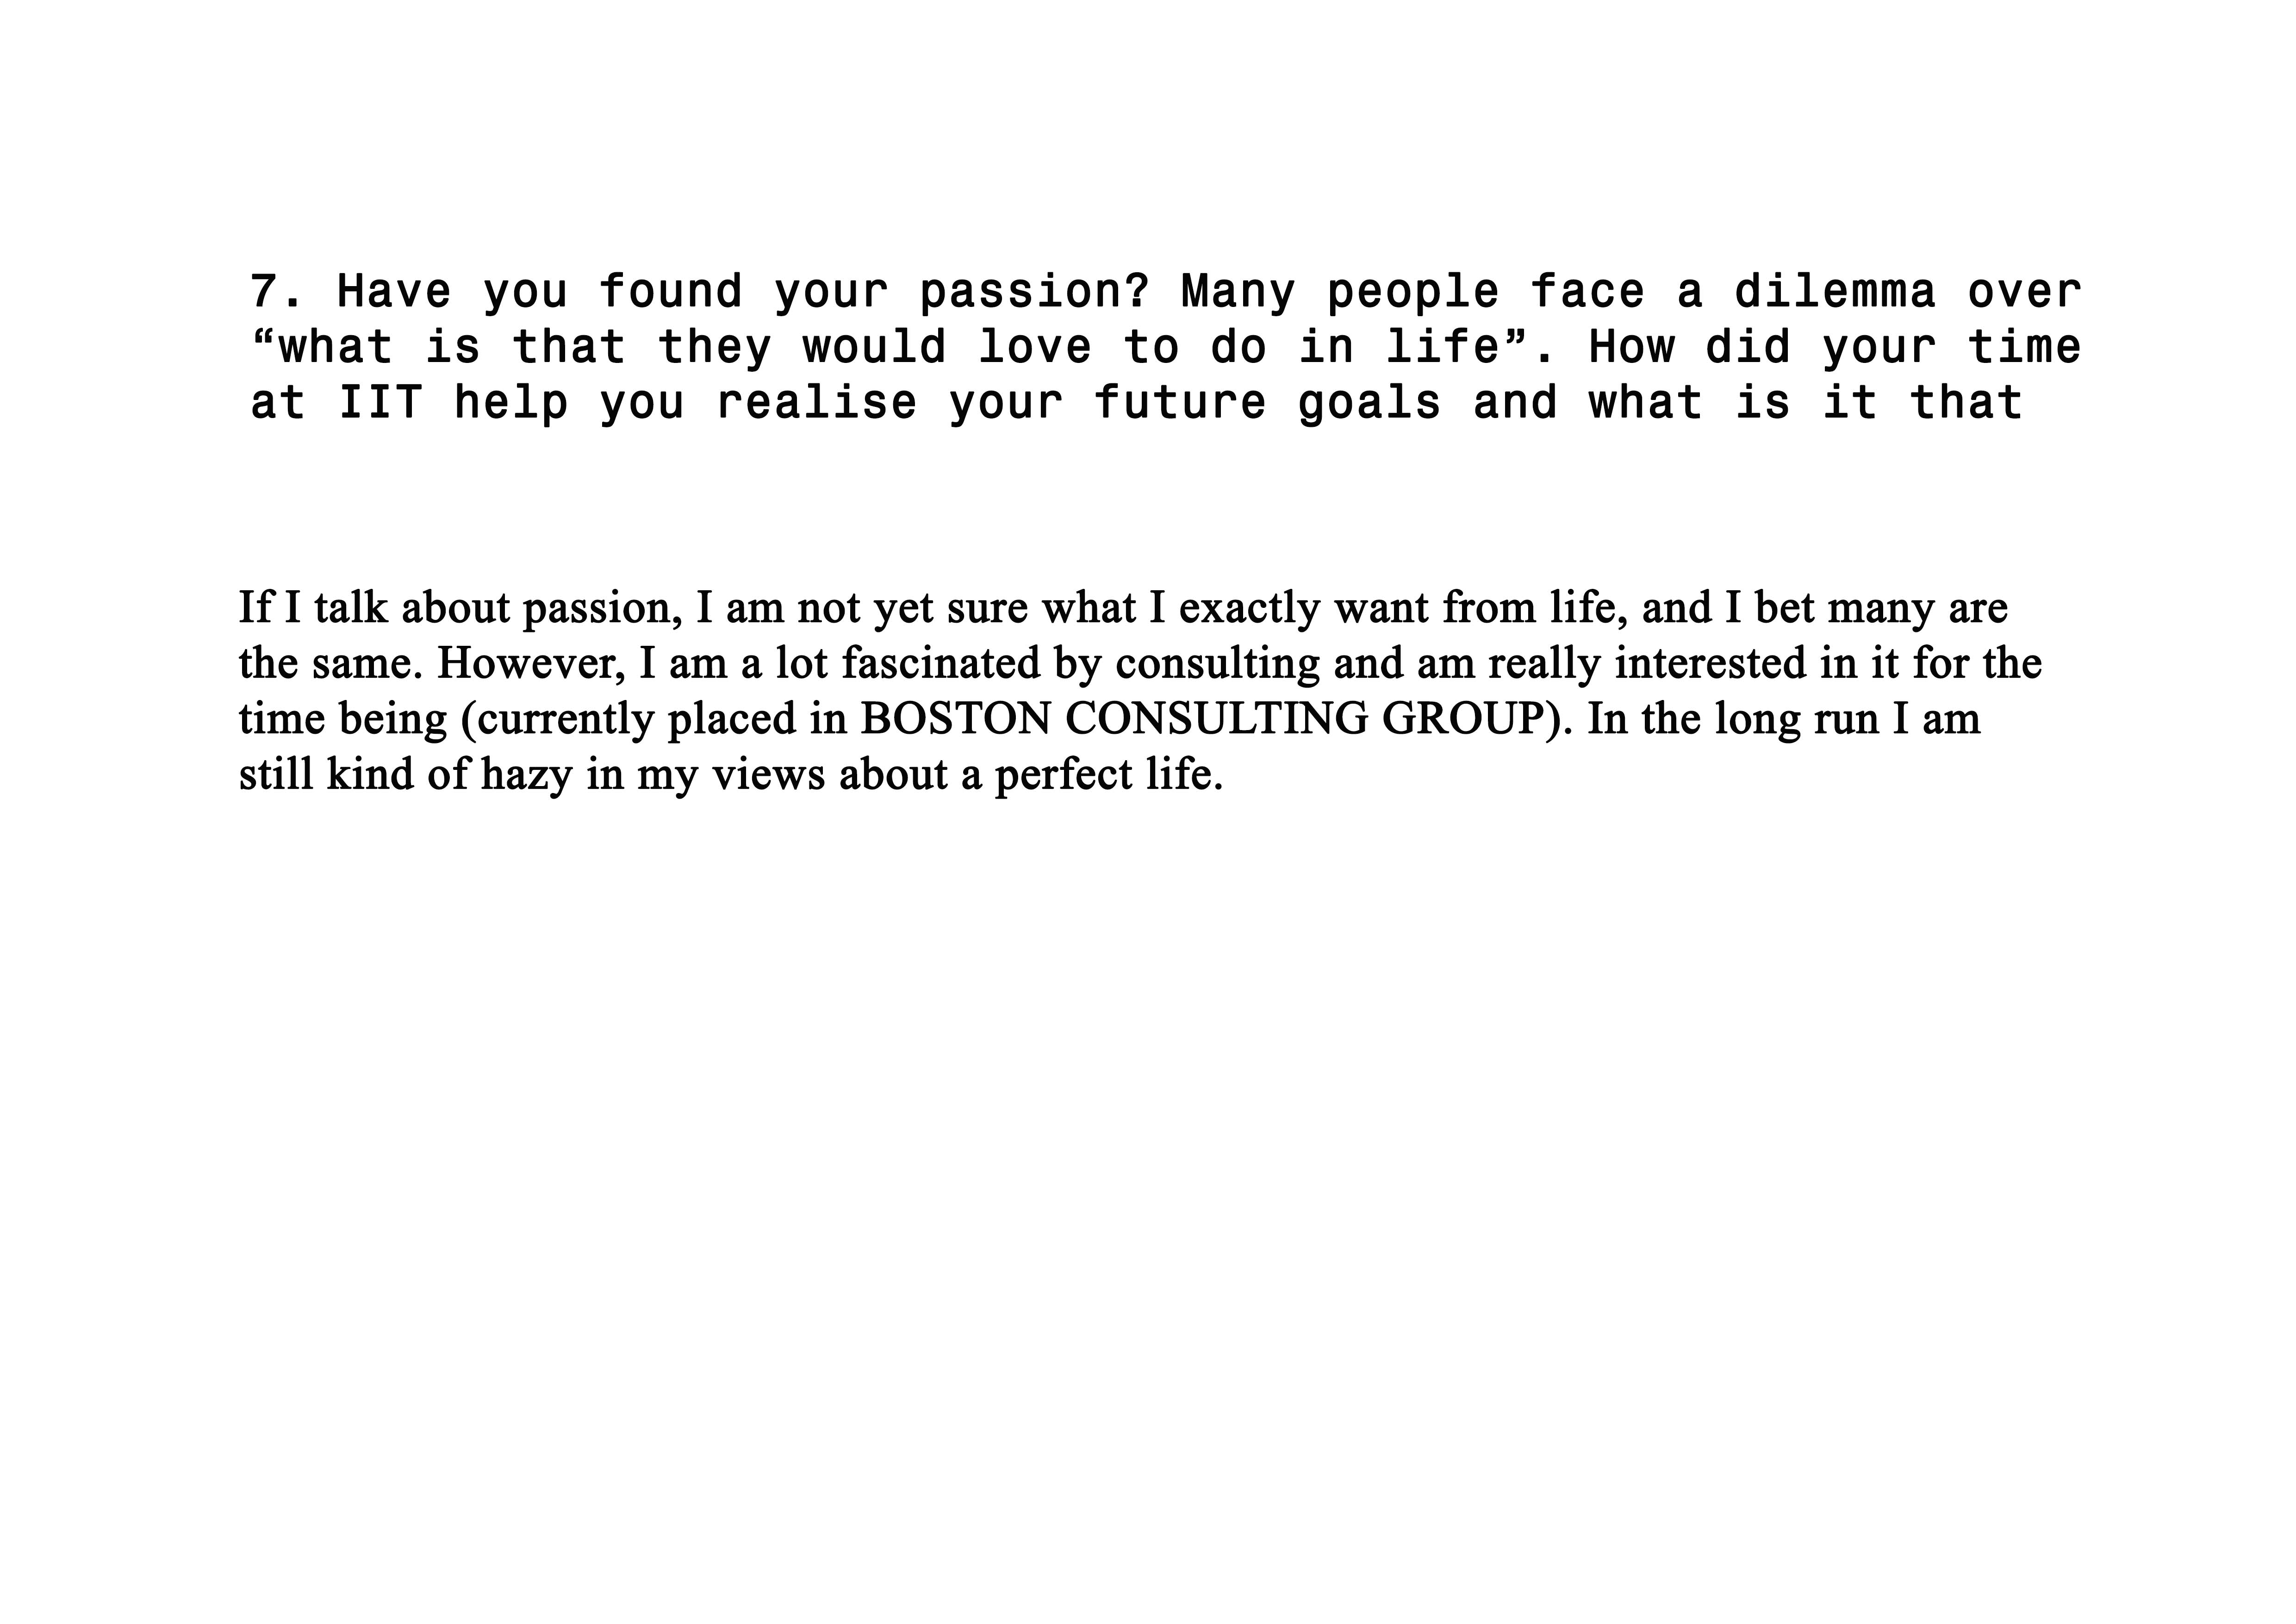 7. Have you found your passion? Many people face a dilemma over
“what is that they would love to do in life”. How did your time
at IIT help you realise your future goals and what is it that
If I talk about passion, I am not yet sure what I exactly want from life, and I bet many are
the same. However, I am a lot fascinated by consulting and am really interested in it for the
time being (currently placed in BOSTON CONSULTING GROUP). In the long run I am
still kind of hazy in my views about a perfect life.